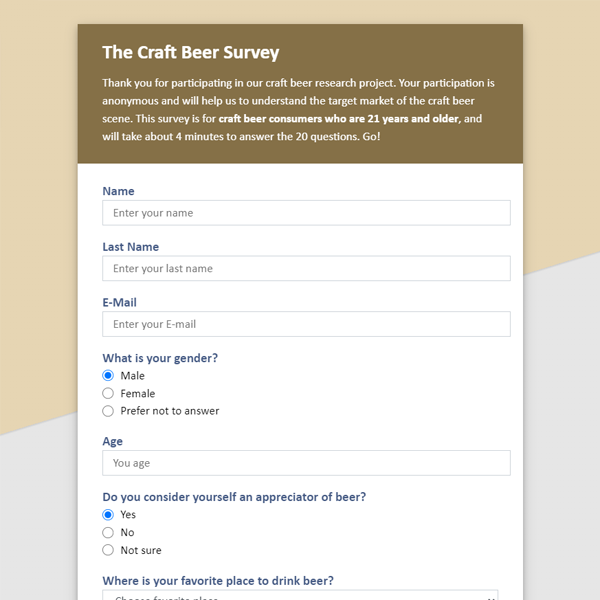 The Craft Beer Survey
Thank you for participating in our craft beer research project. Your participation is
anonymous and will help us to understand the target market of the craft beer
scene. This survey is for craft beer consumers who are 21 years and older, and
will take about 4 minutes to answer the 20 questions. Go!
Name
Enter your name
Last Name
Enter your last name
E-Mail
Enter your E-mail
What is your gender?
Male
Female
Prefer not to answer
Age
You age
Do you consider yourself an appreciator of beer?
Yes
No
Not sure
Where is your favorite place to drink beer?
Choose favorite place